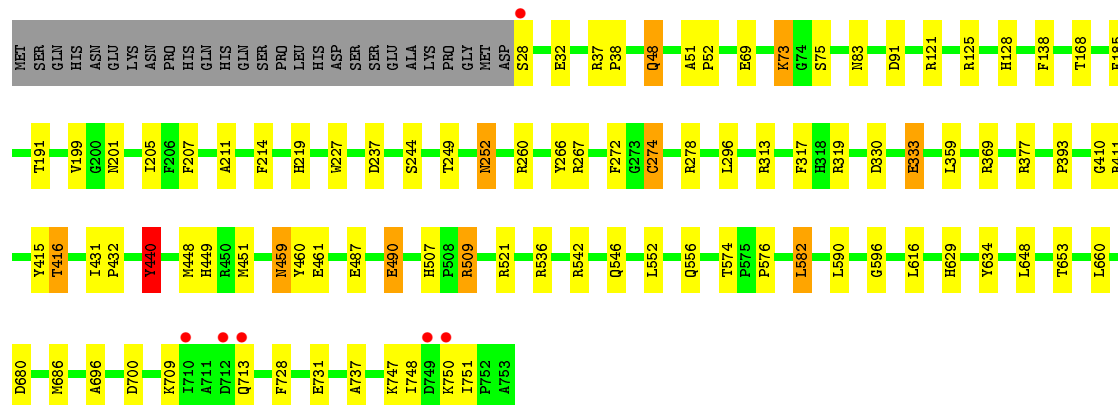 MET SER GLN HIS ASN GLU LYS ASN PRO HIS GLN HIS GLN SER PRO LEU HIS ASP SER SER GLU ALA LYS PRO GLY MET ASP S28 E32 R37 P38 Q48 A51 P52 E69 K73 G74 S75 N83 D91 R121 R125 H128 F138 T168
T191 V199 G200 N201 I205 F206 F207 A211 F214 H219 W227 D237 S244 T249 N252 R260 Y266 R267 F272 G273 C274 R278 L296 R313 F317 H318 R319 D330 E333 L359 R369 R377 P393 G410
Y415 T416 I431 P432 Y440 M448 H449 R450 M451 N459 Y460 E461 E487 E490 H507 P508 R509 R521 R536 R542 Q546 L552 Q556 T574 P575 P576 L582 L590 G596 L616 H629 Y634 L648 T653 L660
D680 M686 A696 D700 K709 I710 A711 D712 Q713 F728 E731 A737 K747 I748 D749 K750 I751 P752 A753